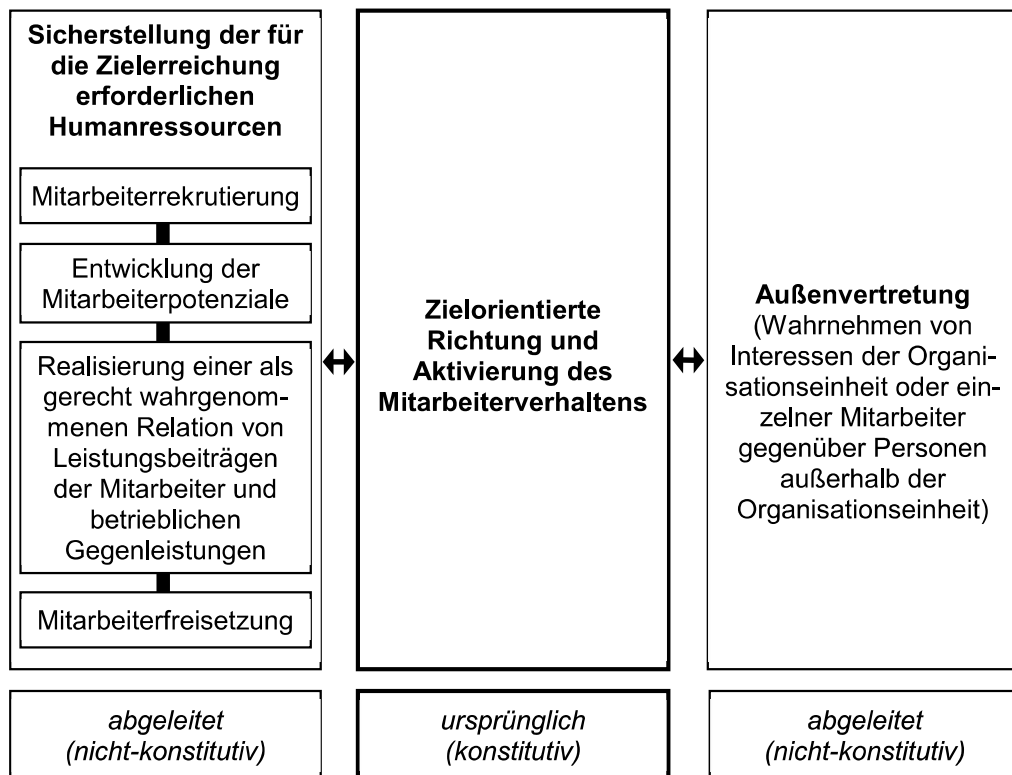 Sicherstellung der für
die Zielerreichung
erforderlichen
Humanressourcen
Mitarbeiterrekrutierung
Entwicklung der
Mitarbeiterpotenziale
Realisierung einer als
gerecht wahrgenom-
menen Relation von
Leistungsbeiträgen
der Mitarbeiter und
betrieblichen
Gegenleistungen
Mitarbeiterfreisetzung
Zielorientierte
Richtung und
Aktivierung des
Mitarbeiterverhaltens
Außenvertretung
(Wahrnehmen von
Interessen der Organi-
sationseinheit oder ein-
zelner Mitarbeiter
gegenüber Personen
außerhalb der
Organisationseinheit)
abgeleitet
(nicht-konstitutiv)
ursprünglich
(konstitutiv)
abgeleitet
(nicht-konstitutiv)